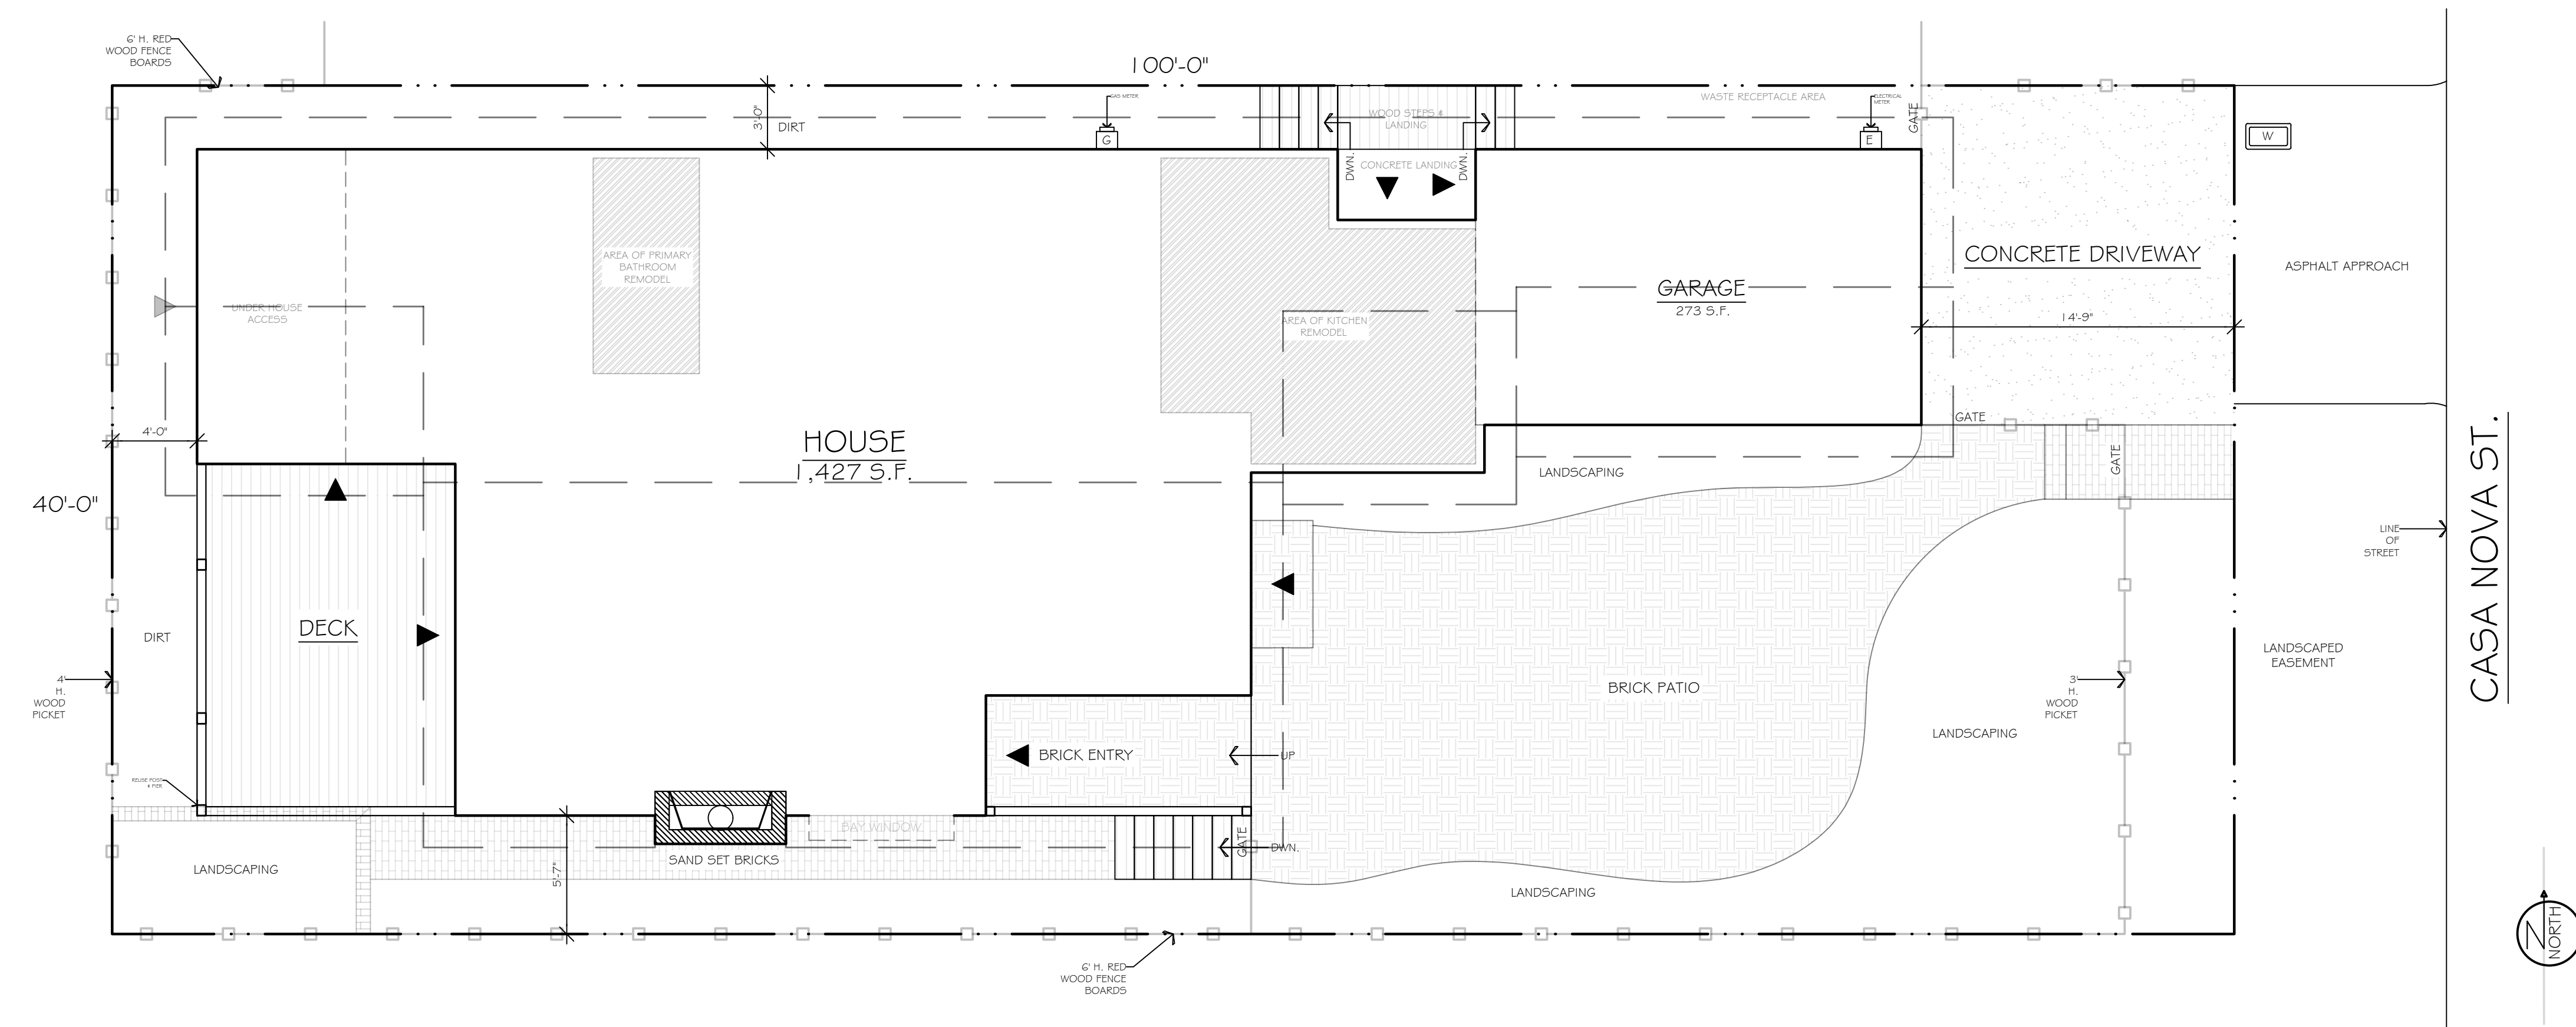 6' H. RED
WOOD FENCE
BOARDS
100'-0"
3'-0"
DIRT
GAS METER
G
WOOD STEPS &
LANDING
DWN.
CONCRETE LANDING
DWN.
WASTE RECEPTACLE AREA
ELECTRICAL
METER
E
GATE
W
AREA OF PRIMARY
BATHROOM
REMODEL
UNDER HOUSE
ACCESS
AREA OF KITCHEN
REMODEL
GARAGE
273 S.F.
CONCRETE DRIVEWAY
14'-9"
ASPHALT APPROACH
4'-0"
40'-0"
HOUSE
1,427 S.F.
LANDSCAPING
GATE
GATE
CASA NOVA ST.
LINE
OF
STREET
DECK
DIRT
4'
H.
WOOD
PICKET
BRICK PATIO
3'
H.
WOOD
PICKET
LANDSCAPED
EASEMENT
LANDSCAPING
BRICK ENTRY
UP
REUSE POST
& PIER
BAY WINDOW
SAND SET BRICKS
GATE
DWN.
5'-7"
LANDSCAPING
LANDSCAPING
6' H. RED
WOOD FENCE
BOARDS
N
NORTH